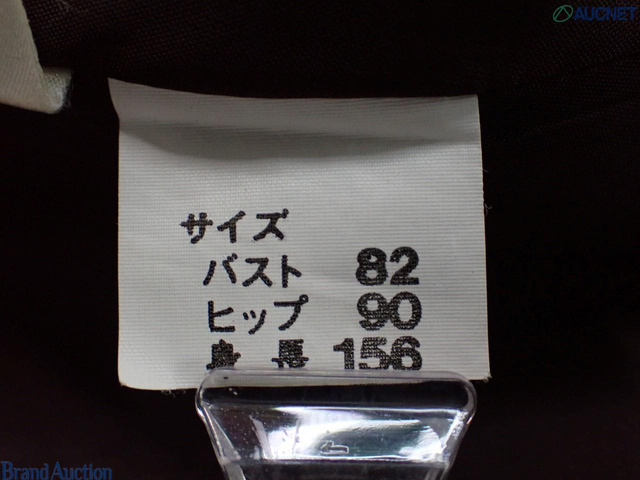 AUCNET
サイズ
バスト 82
ヒップ 90
身長 156
Brand Auction